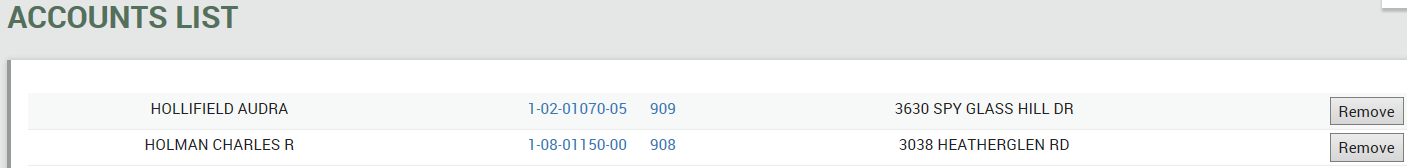 ACCOUNTS LIST
HOLLIFIELD AUDRA 1-02-01070-05 909 3630 SPY GLASS HILL DR Remove
HOLMAN CHARLES R 1-08-01150-00 908 3038 HEATHERGLEN RD Remove